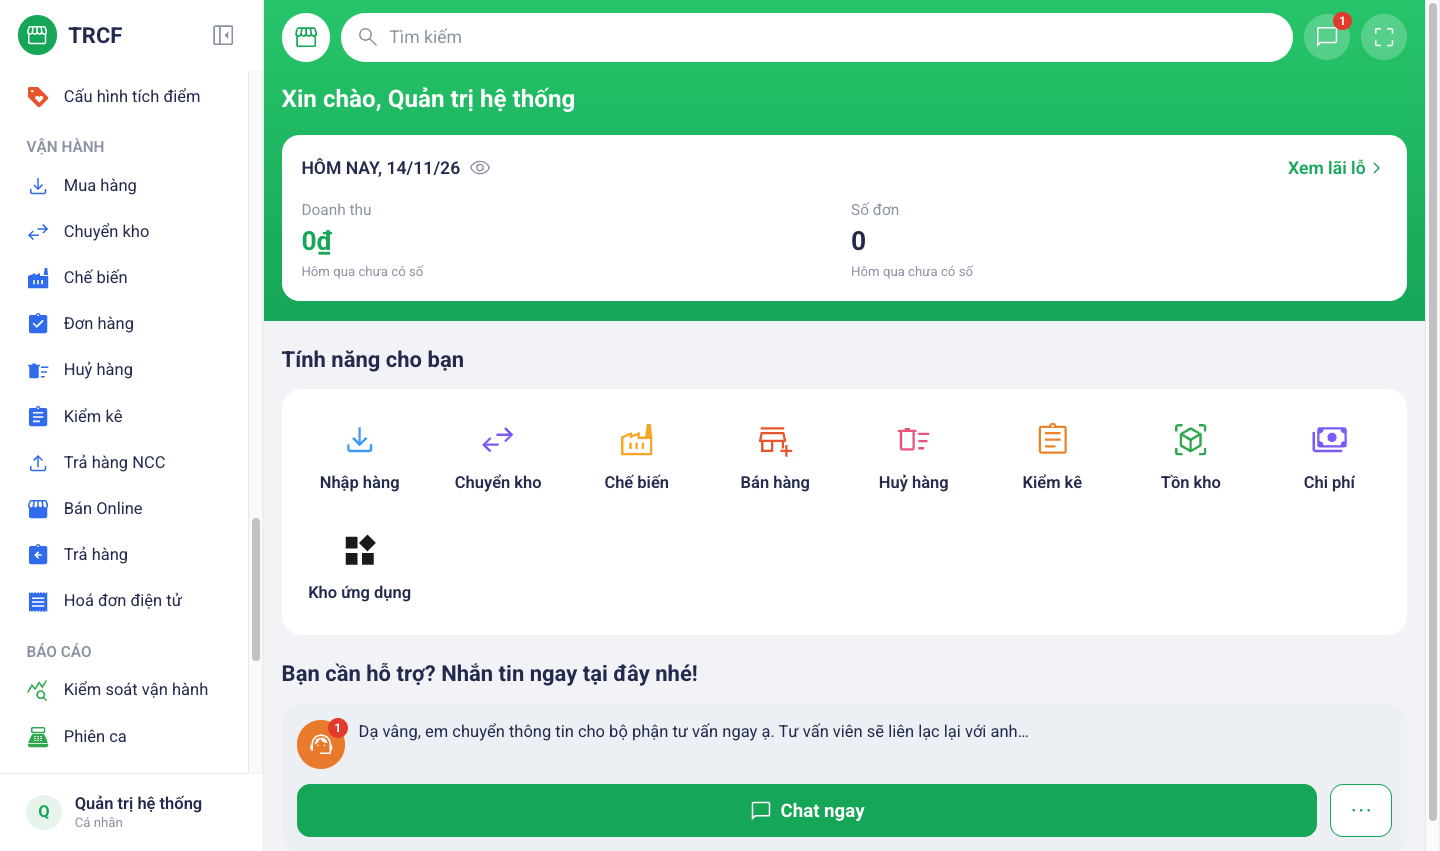 TRCF
Cấu hình tích điểm
VẬN HÀNH
Mua hàng
Chuyển kho
Chế biến
Đơn hàng
Huỷ hàng
Kiểm kê
Trả hàng NCC
Bán Online
Trả hàng
Hoá đơn điện tử
BÁO CÁO
Kiểm soát vận hành
Phiên ca
Q
Quản trị hệ thống
Cá nhân
Tìm kiếm
1
Xin chào, Quản trị hệ thống
HÔM NAY, 14/11/26
Xem lãi lỗ
Doanh thu
0₫
Hôm qua chưa có số
Số đơn
0
Hôm qua chưa có số
Tính năng cho bạn
Nhập hàng
Chuyển kho
Chế biến
Bán hàng
Huỷ hàng
Kiểm kê
Tồn kho
Chi phí
Kho ứng dụng
Bạn cần hỗ trợ? Nhắn tin ngay tại đây nhé!
1
Dạ vâng, em chuyển thông tin cho bộ phận tư vấn ngay ạ. Tư vấn viên sẽ liên lạc lại với anh...
Chat ngay